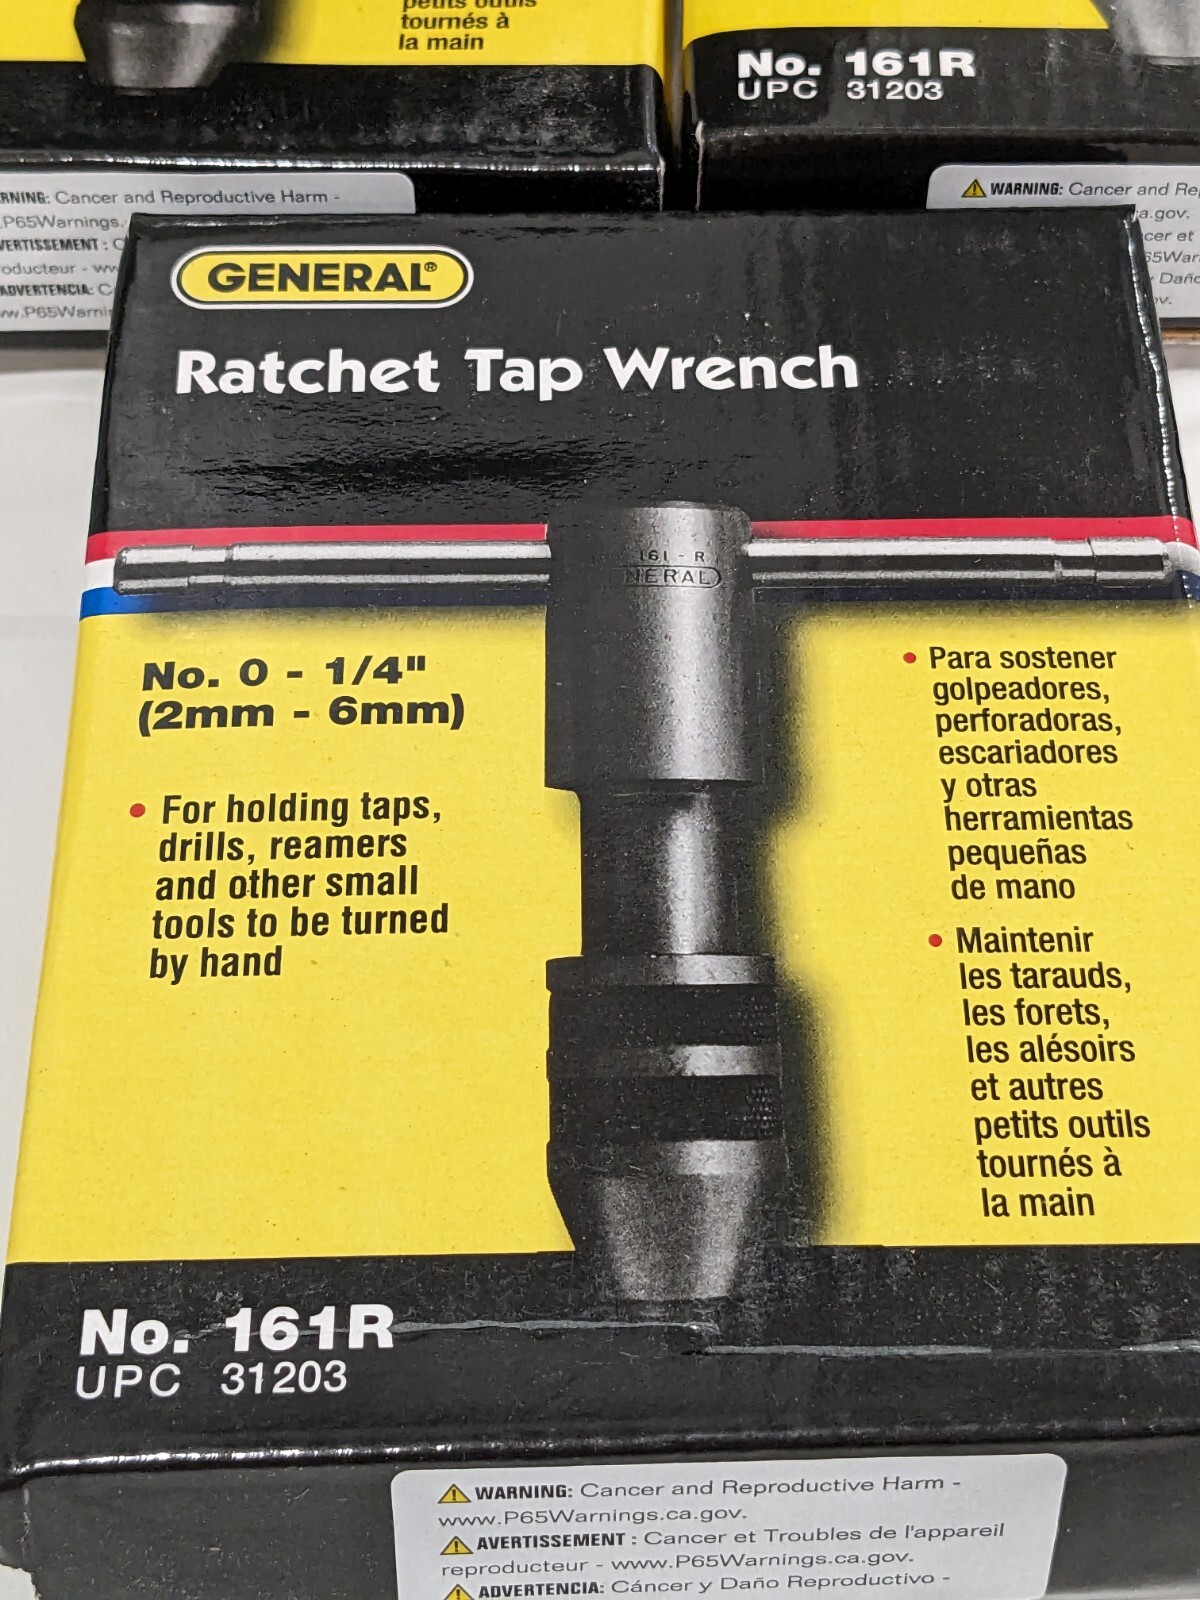 petits outils
tournés à
la main
No. 161R
UPC 31203
WARNING: Cancer and Reproductive Harm -
.P65Warnings.
⚠ WARNING: Cancer and
GENERAL®
Ratchet Tap Wrench
161 - R
No. 0 - 1/4"
(2mm - 6mm)
• For holding taps,
drills, reamers
and other small
tools to be turned
by hand
• Para sostener
golpeadores,
perforadoras,
escariadores
y otras
herramientas
pequeñas
de mano
• Maintenir
les tarauds,
les forets,
les alésoirs
et autres
petits outils
tournés à
la main
No. 161R
UPC 31203
⚠ WARNING: Cancer and Reproductive Harm -
www.P65Warnings.ca.gov.
⚠ AVERTISSEMENT : Cancer et Troubles de l'appareil
reproducteur - www.P65Warnings.ca.gov.
⚠ ADVERTENCIA: Cáncer y Daño Reproductivo -